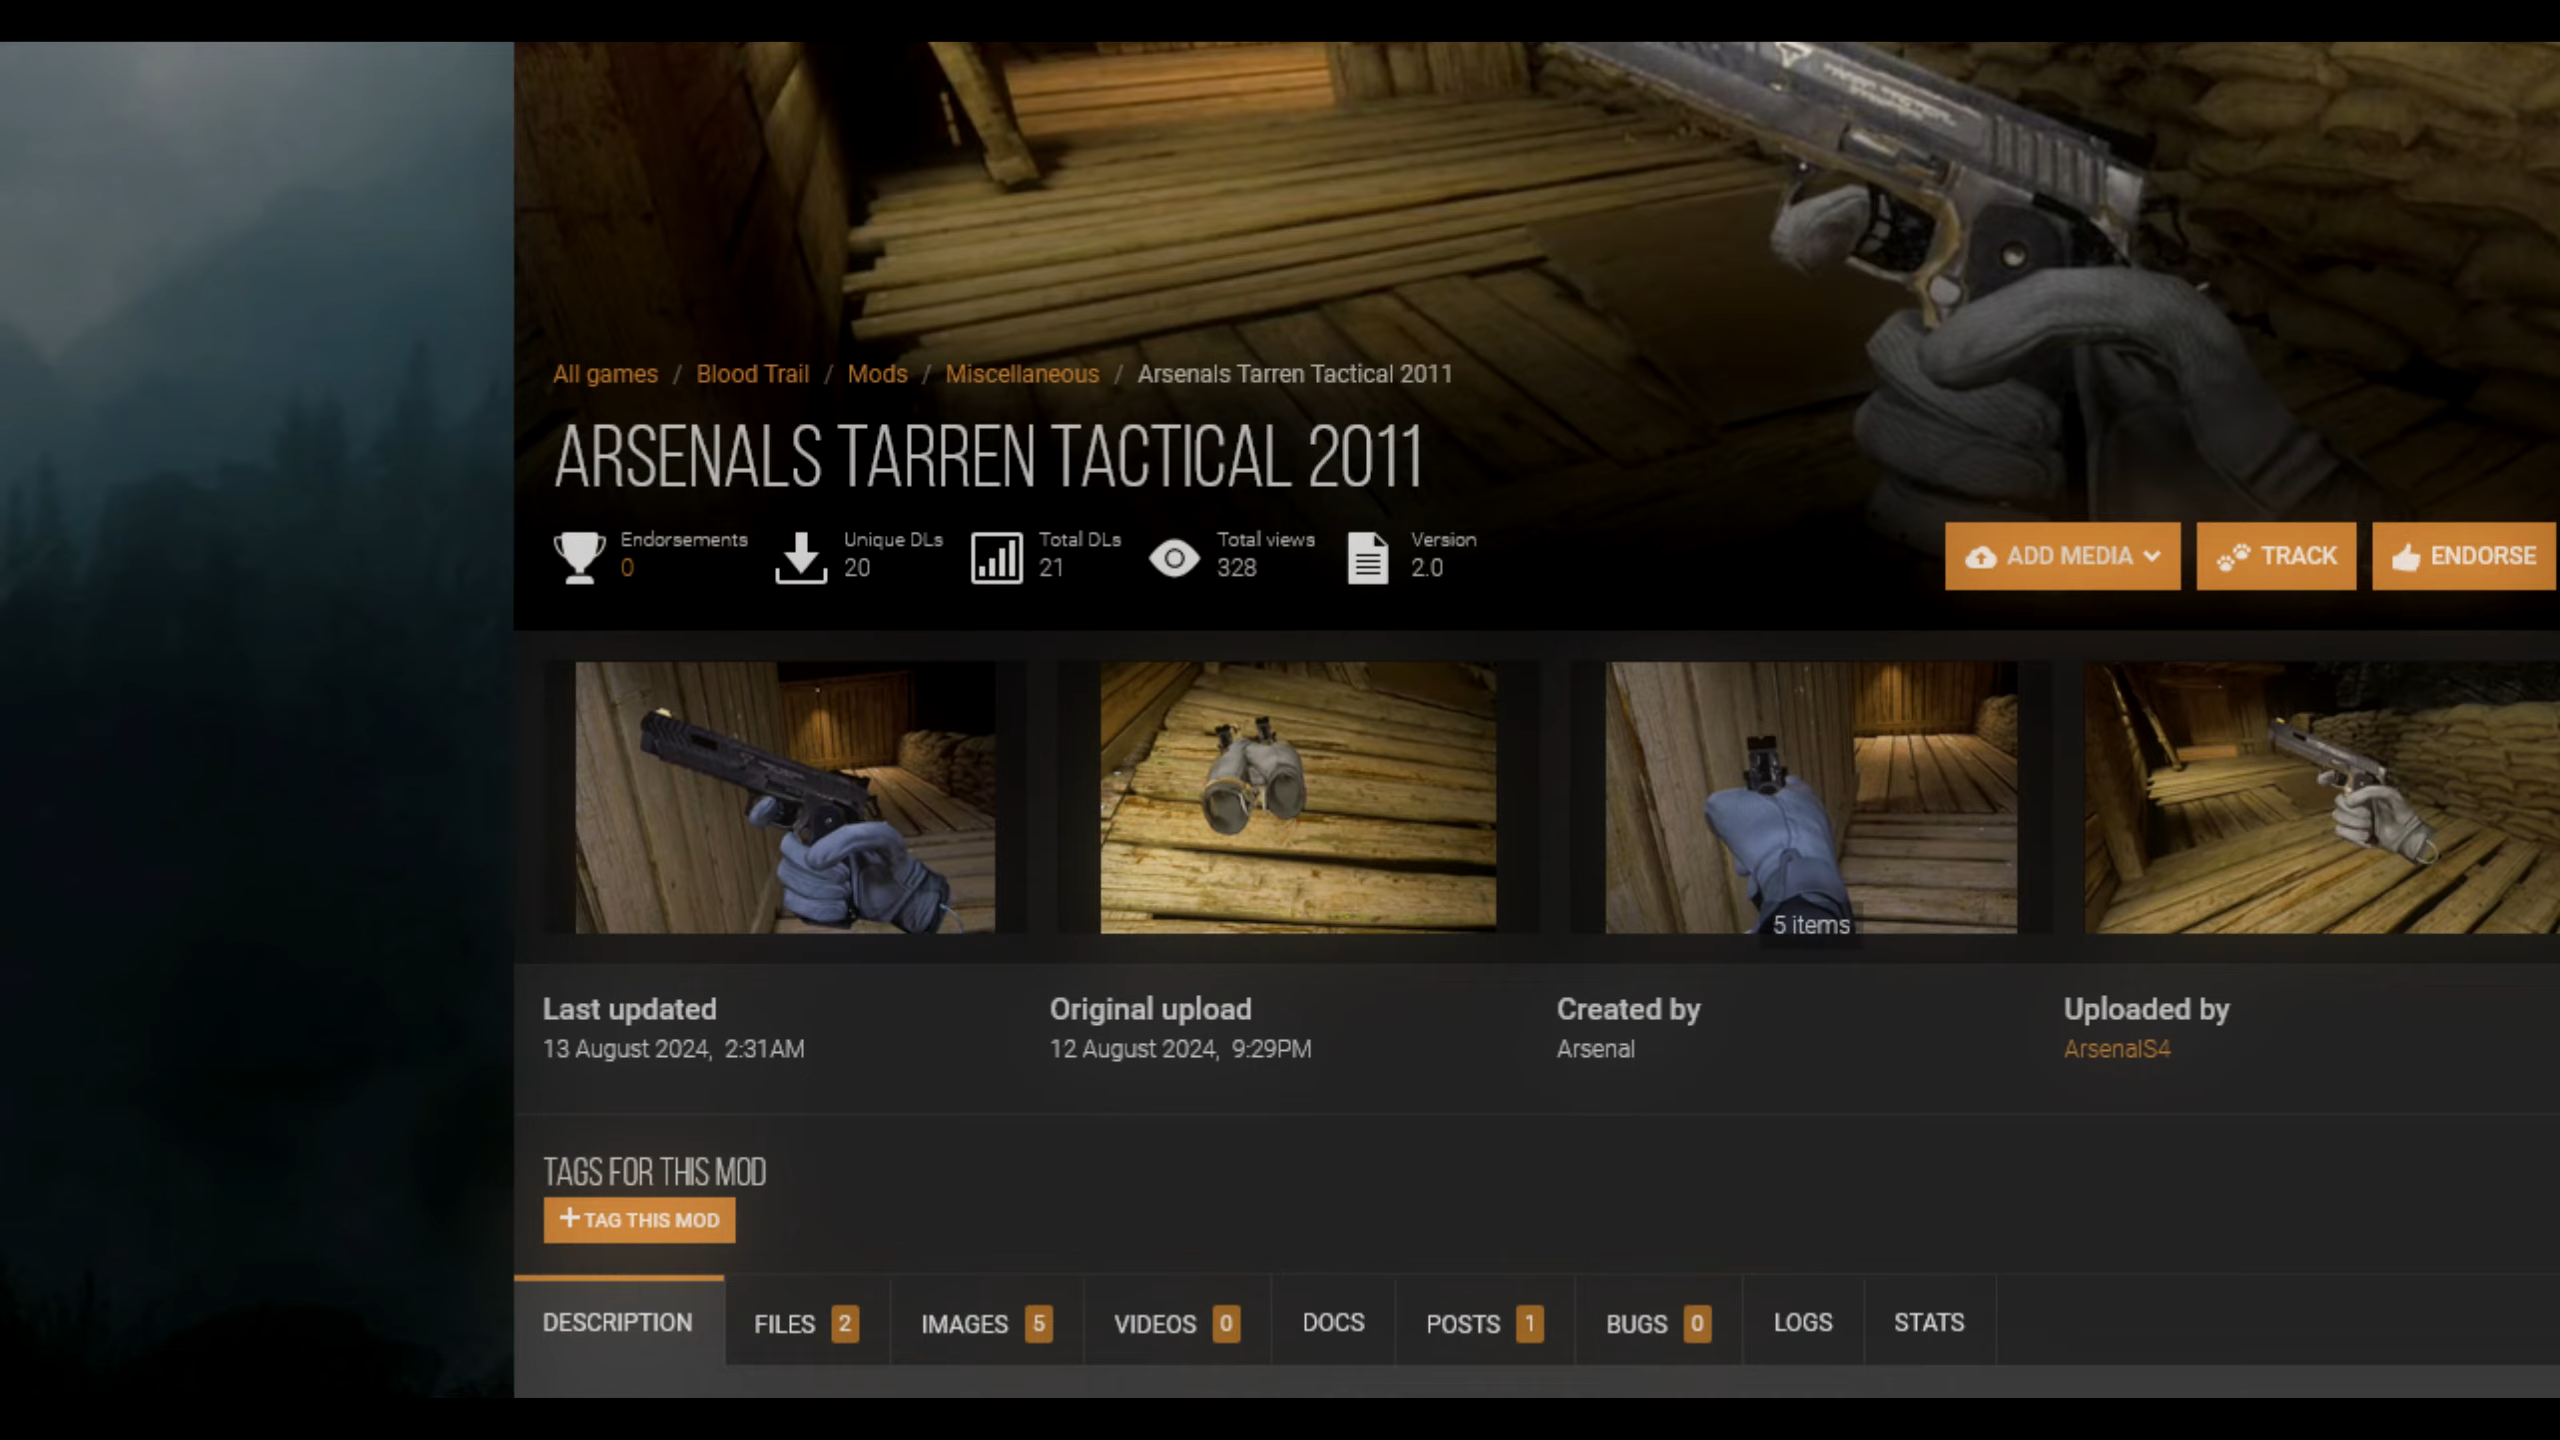 All games / Blood Trail / Mods / Miscellaneous / Arsenals Tarren Tactical 2011
ARSENALS TARREN TACTICAL 2011
Endorsements
0
Unique DLs
20
Total DLs
21
Total views
328
Version
2.0
ADD MEDIA
TRACK
ENDORSE
5 items
Last updated
13 August 2024, 2:31AM
Original upload
12 August 2024, 9:29PM
Created by
Arsenal
Uploaded by
ArsenalS4
TAGS FOR THIS MOD
+ TAG THIS MOD
DESCRIPTION
FILES 2
IMAGES 5
VIDEOS 0
DOCS
POSTS 1
BUGS 0
LOGS
STATS